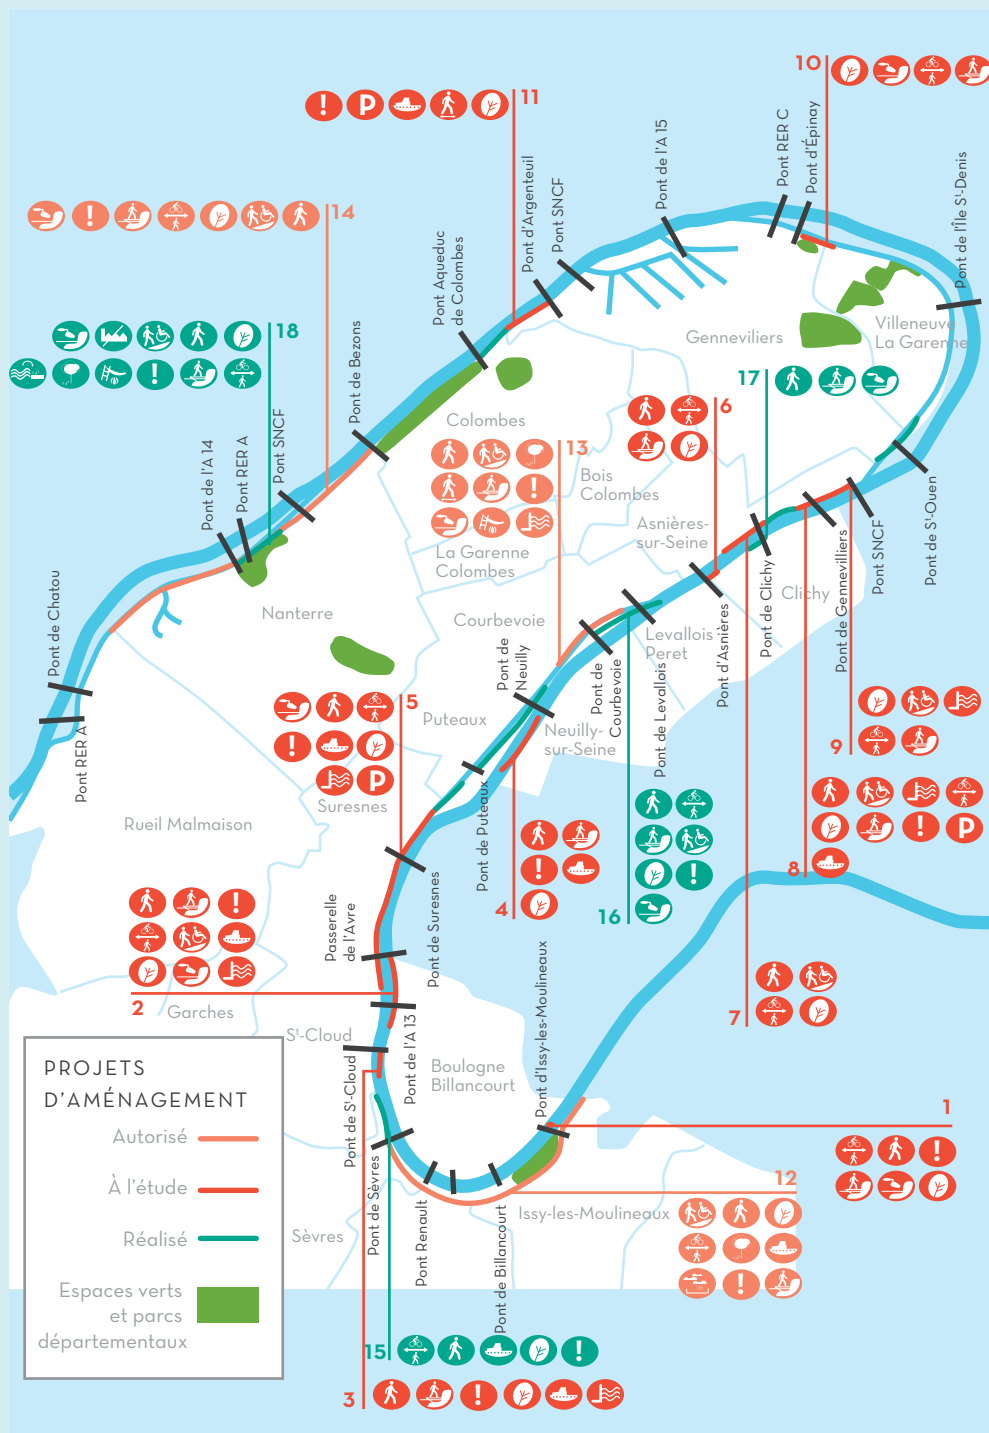 10
11
P
Pont RER C
Pont d'Épinay
Pont de l'A 15
Pont de l'Île Sᵗ-Denis
Pont d'Argenteuil
Pont SNCF
14
Pont Aqueduc
de Colombes
18
Pont de Bezons
Gennevilliers
Villeneuve
La Garenne
17
6
Colombes
Pont SNCF
Pont RER A
Pont de l'A 14
13
Bois
Colombes
Asnières-
sur-Seine
Pont de Sᵗ-Ouen
Pont SNCF
Pont de Gennevilliers
Pont de Clichy
Clichy
La Garenne
Colombes
Nanterre
Courbevoie
Pont de Chatou
Levallois
Peret
Pont d'Asnières
Pont de
Neuilly
Pont de
Courbevoie
Pont de Levallois
5
P
Puteaux
Neuilly-
sur-Seine
9
Pont RER A
Suresnes
Rueil Malmaison
Pont de Puteaux
P
8
4
16
Pont de Suresnes
Passerelle
de l'Avre
Pont d'Issy-les-Moulineaux
2
Garches
7
Sᵗ-Cloud
Pont de l'A 13
Boulogne
Billancourt
Pont de Sᵗ-Cloud
PROJETS
D'AMÉNAGEMENT
Autorisé
À l'étude
Réalisé
Espaces verts
et parcs
départementaux
1
12
Pont de Sèvres
Sèvres
Pont Renault
Pont de Billancourt
Issy-les-Moulineaux
15
3